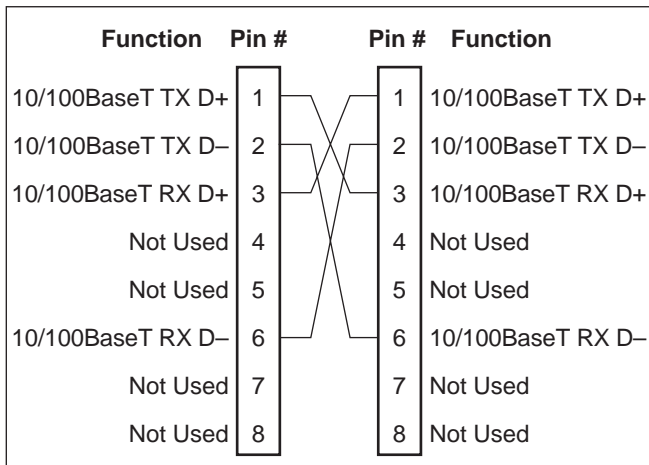 Function Pin # Pin # Function
10/100BaseT TX D+ 1 1 10/100BaseT TX D+
10/100BaseT TX D– 2 2 10/100BaseT TX D–
10/100BaseT RX D+ 3 3 10/100BaseT RX D+
Not Used 4 4 Not Used
Not Used 5 5 Not Used
10/100BaseT RX D– 6 6 10/100BaseT RX D–
Not Used 7 7 Not Used
Not Used 8 8 Not Used